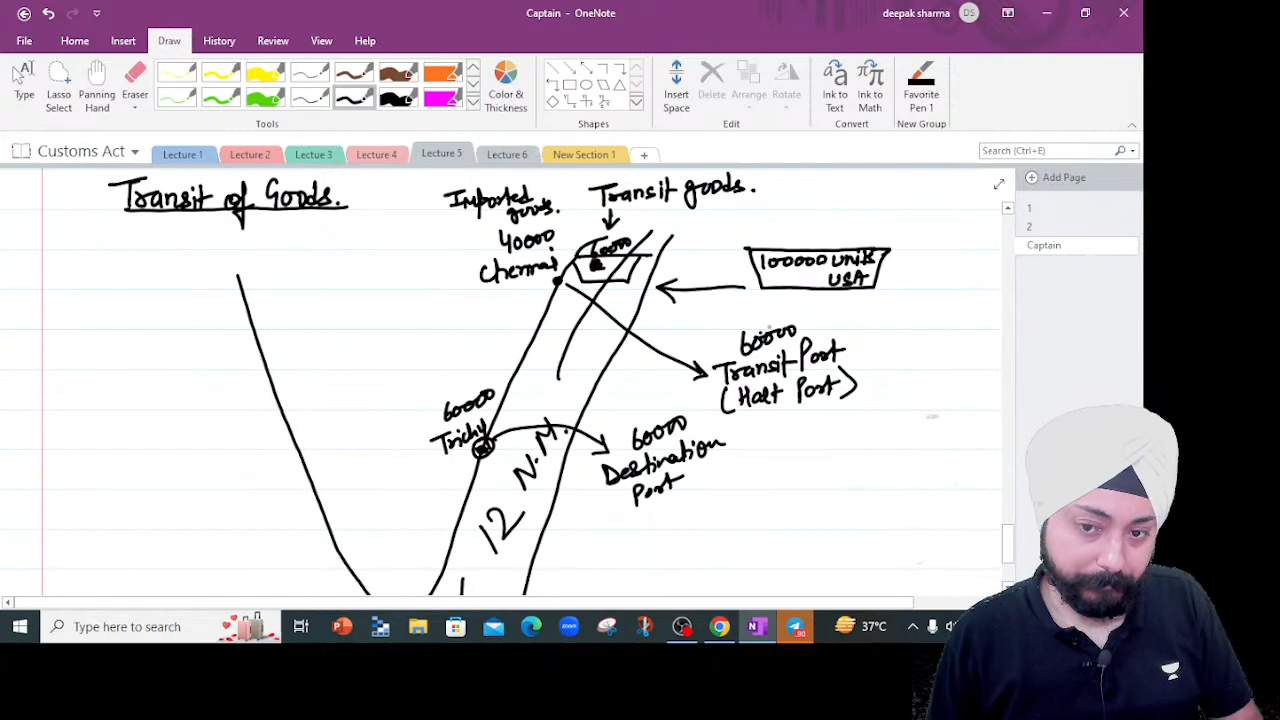 Captain - OneNote
deepak sharma
DS
File
Home
Insert
Draw
History
Review
View
Help
Type
Lasso Select
Panning Hand
Eraser
Color & Thickness
Insert Space
Delete
Arrange
Rotate
Ink to Text
Ink to Math
Favorite Pen 1
Tools
Shapes
Edit
Convert
New Group
Customs Act
Lecture 1
Lecture 2
Lectue 3
Lecture 4
Lecture 5
Lecture 6
New Section 1
Search (Ctrl+E)
Add Page
1
2
Captain
Transit of Goods.
Imported goods.
40000
Chennai
Transit goods.
60000
100000 units
USA
60000
Transit Port
(Halt Port)
60000
Trichy
60000
Destination
Port
12 N.M.
Type here to search
90
37°C